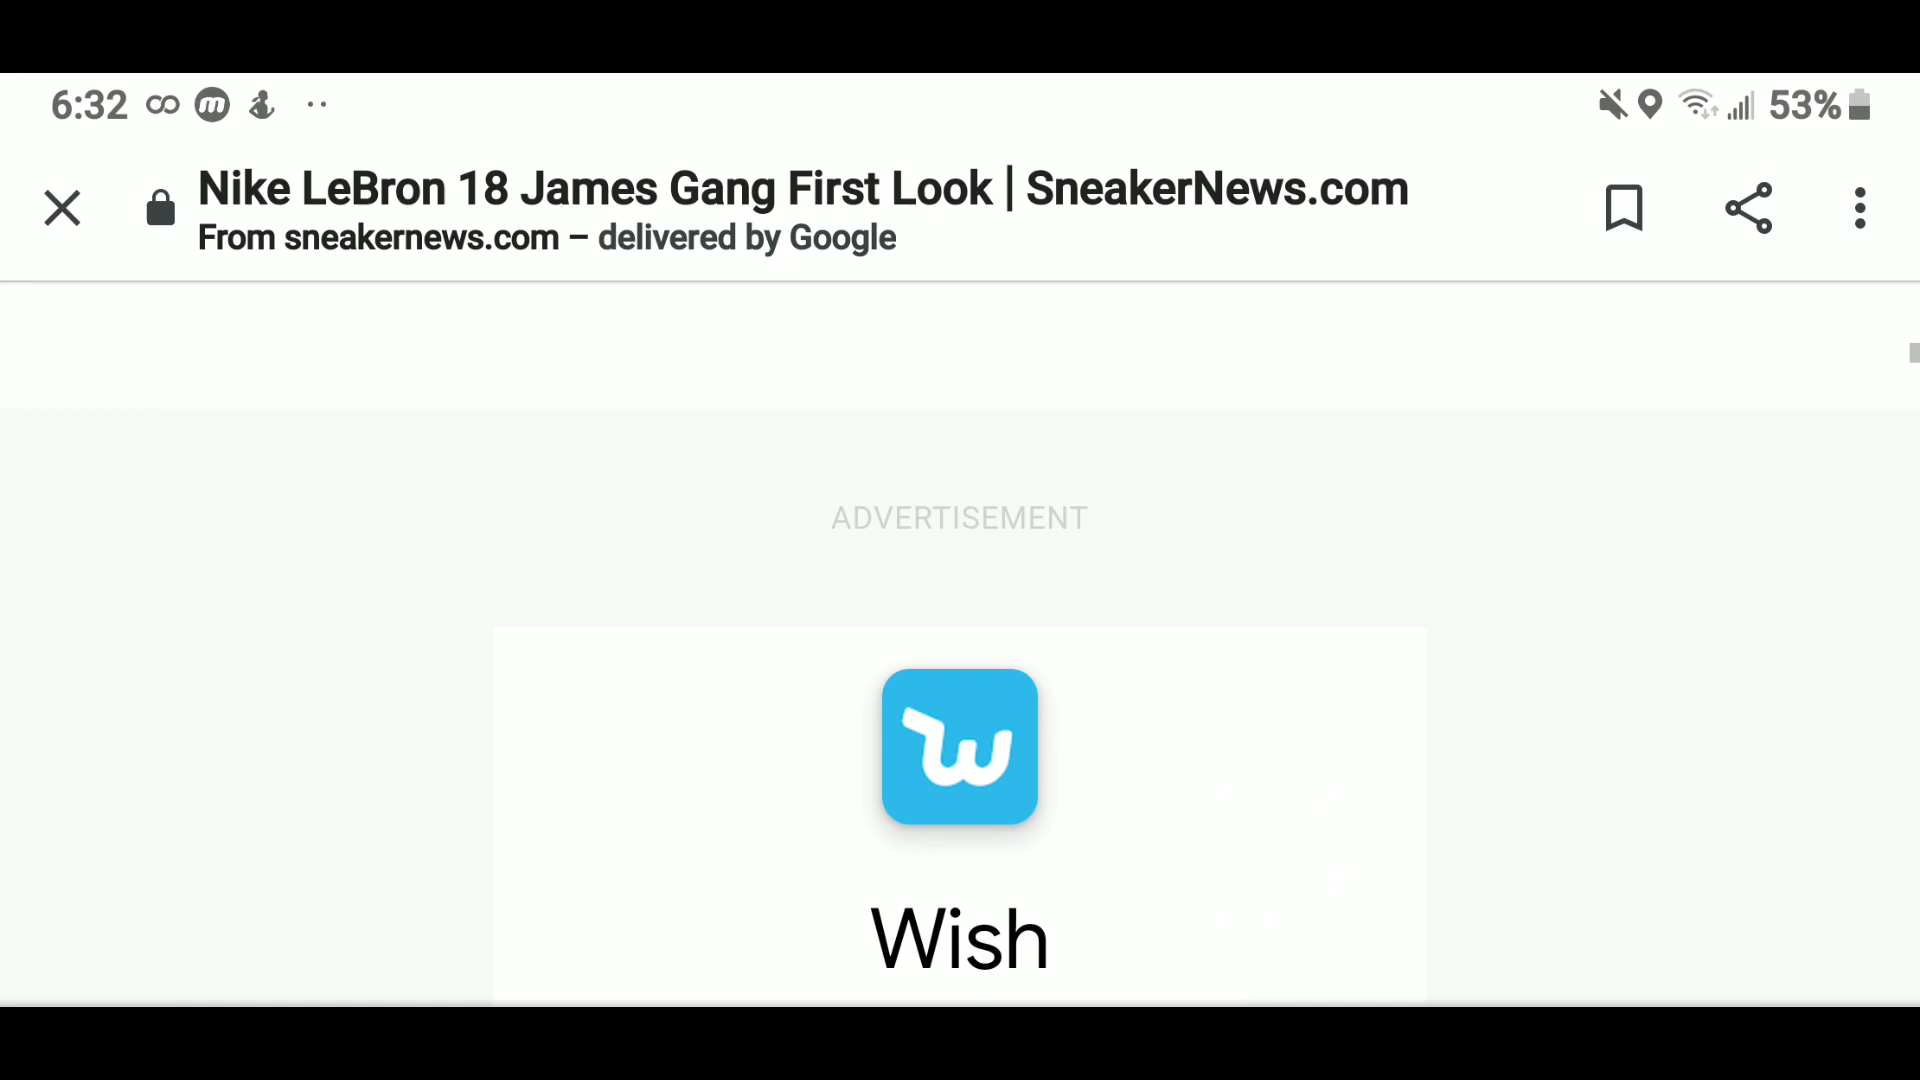 6:32
53%
Nike LeBron 18 James Gang First Look | SneakerNews.com
From sneakernews.com – delivered by Google
ADVERTISEMENT
Wish